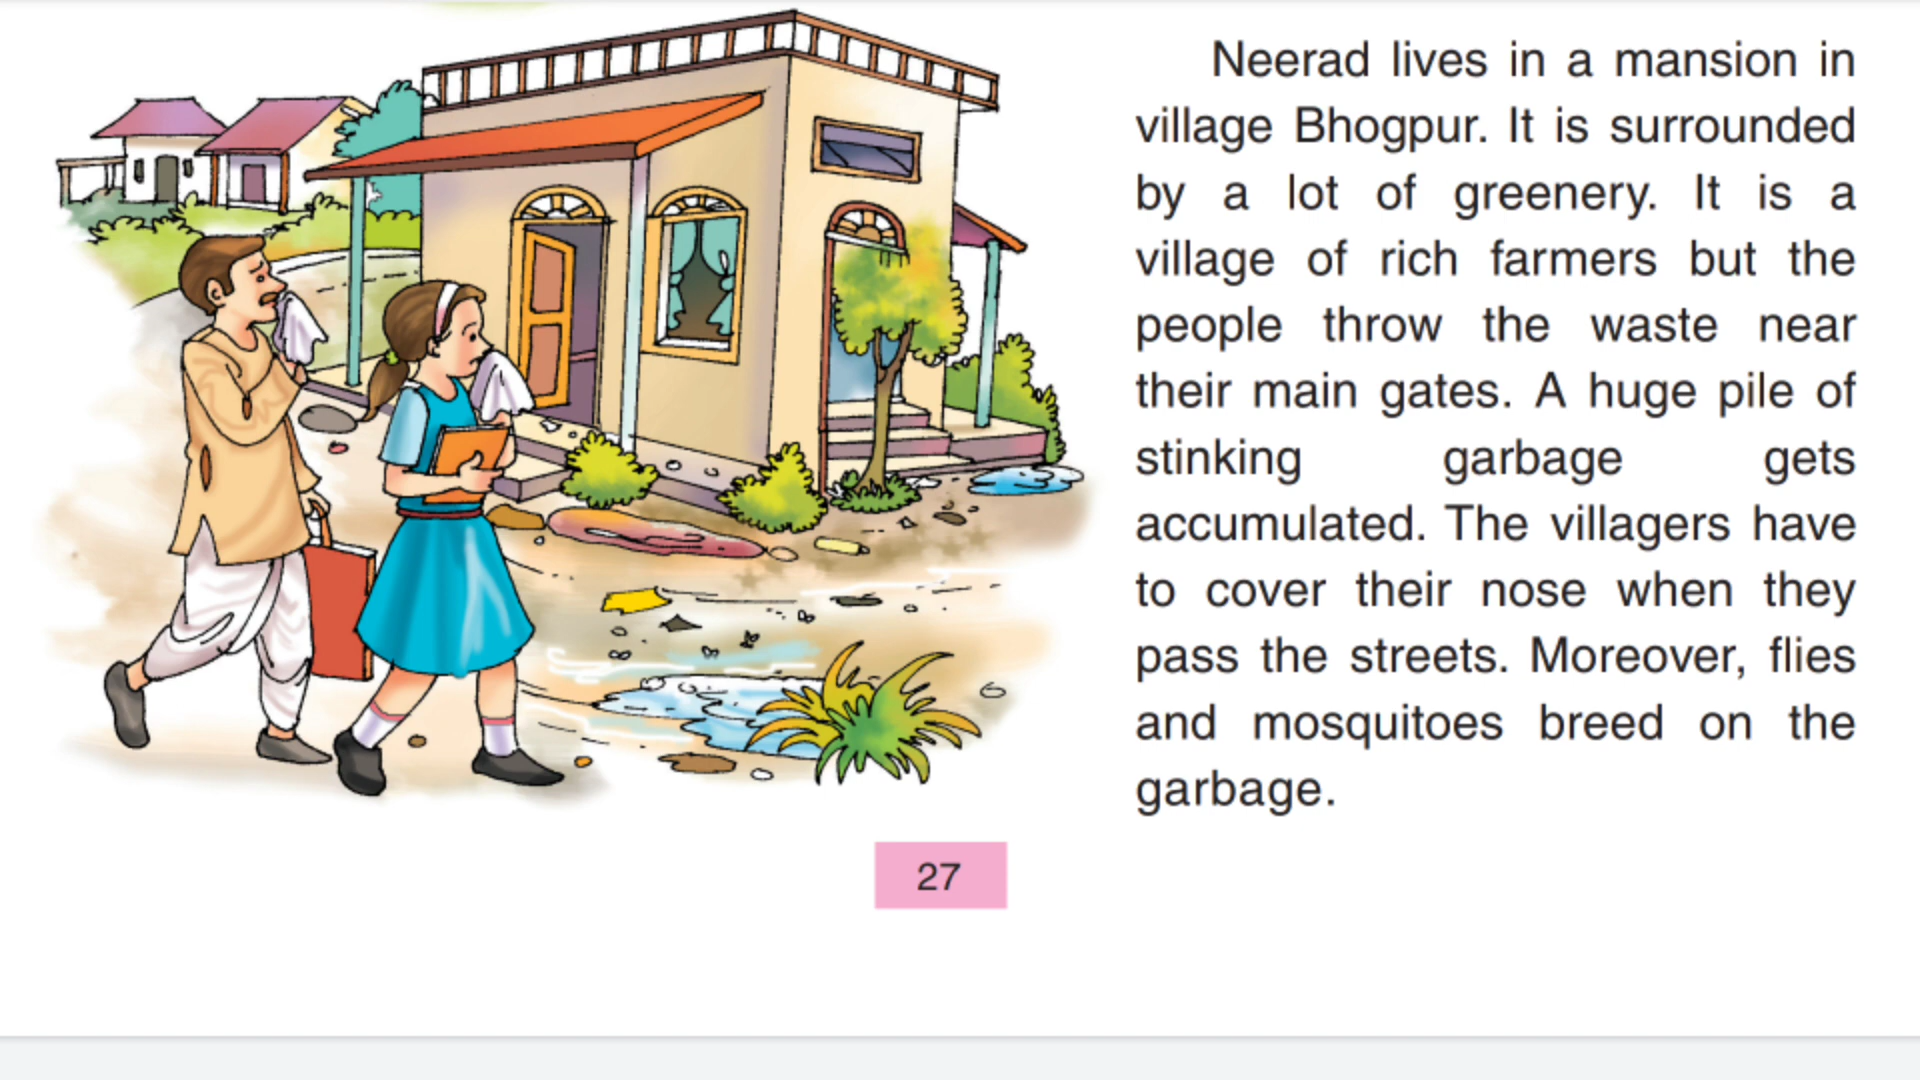 Neerad lives in a mansion in
village Bhogpur. It is surrounded
by a lot of greenery. It is a
village of rich farmers but the
people throw the waste near
their main gates. A huge pile of
stinking garbage gets
accumulated. The villagers have
to cover their nose when they
pass the streets. Moreover, flies
and mosquitoes breed on the
garbage.
27